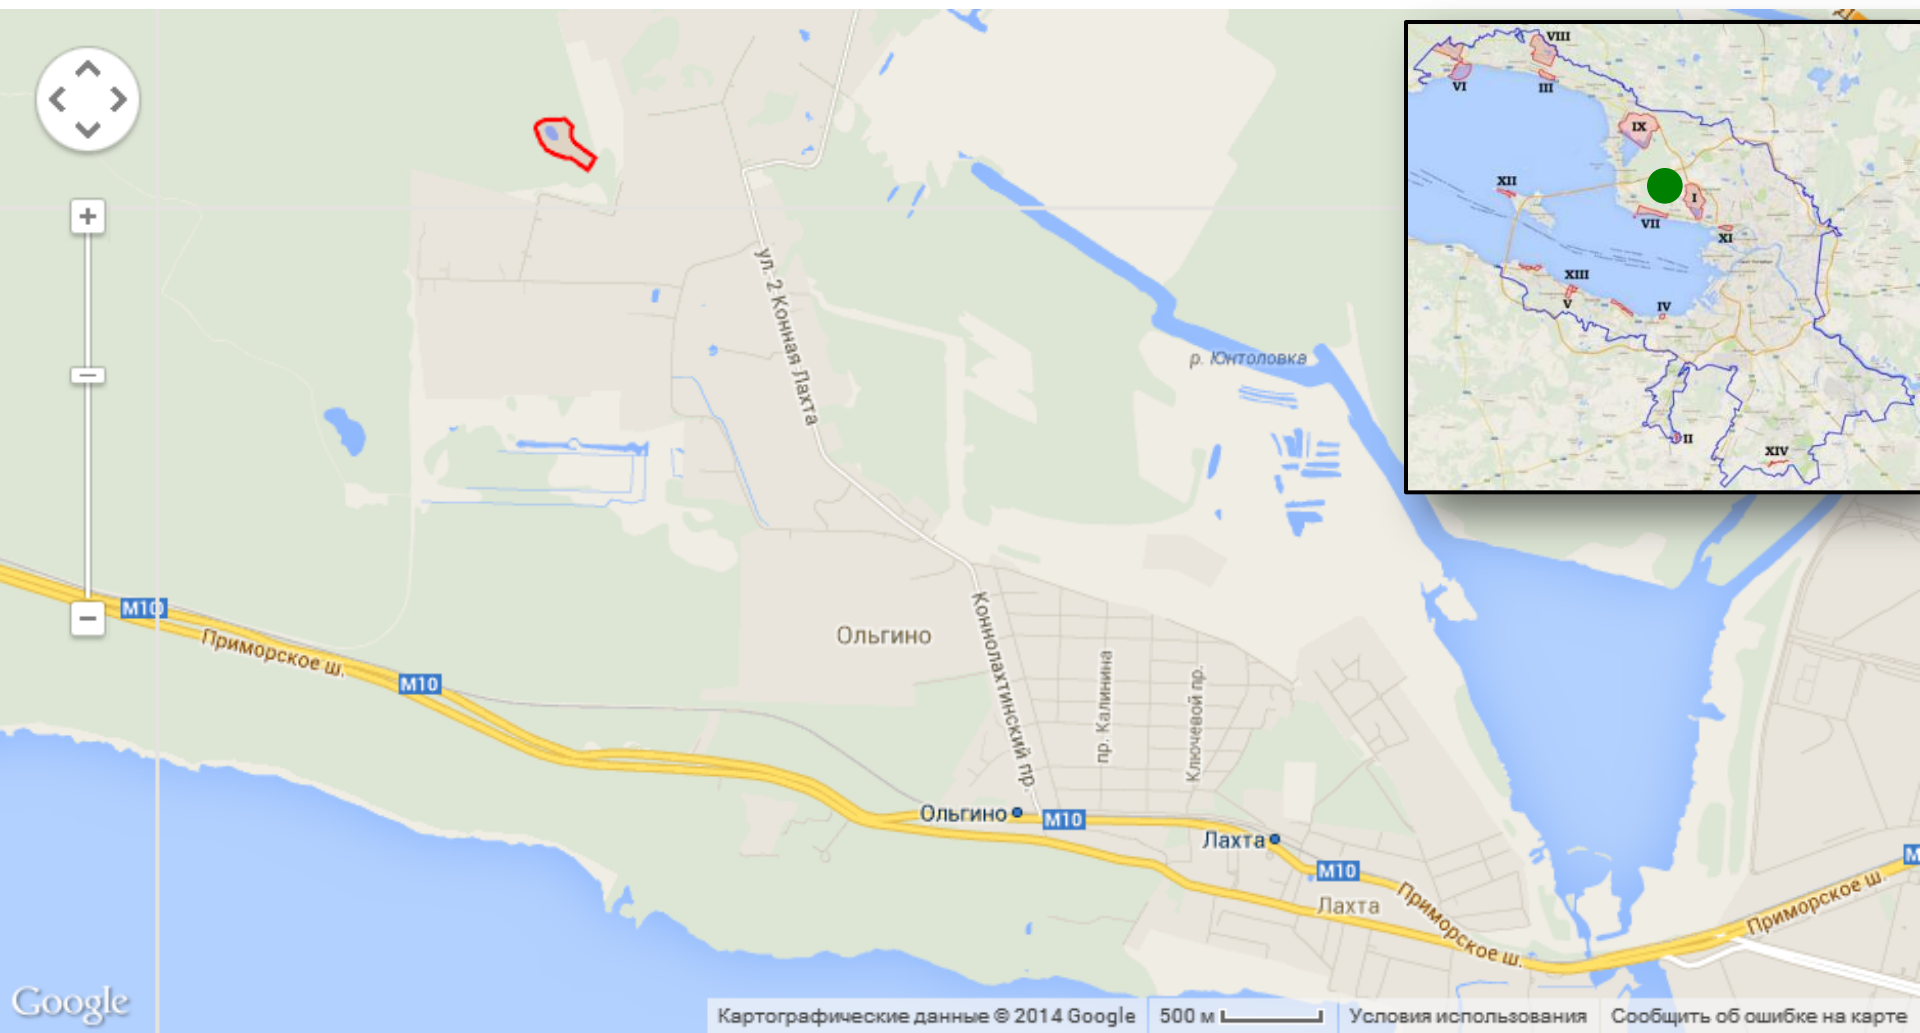 VIII
VI
III
IX
XII
I
VII
XI
XIII
V
IV
II
XIV
ул. 2 Конная Лахта
р. Юнтоловка
M10
Приморское ш.
M10
Ольгино
Коннолахтинский пр.
пр. Калинина
Ключевой пр.
Ольгино
M10
Лахта
M10
Лахта
Приморское ш.
Приморское ш.
Google
Картографические данные © 2014 Google
500 м
Условия использования
Сообщить об ошибке на карте